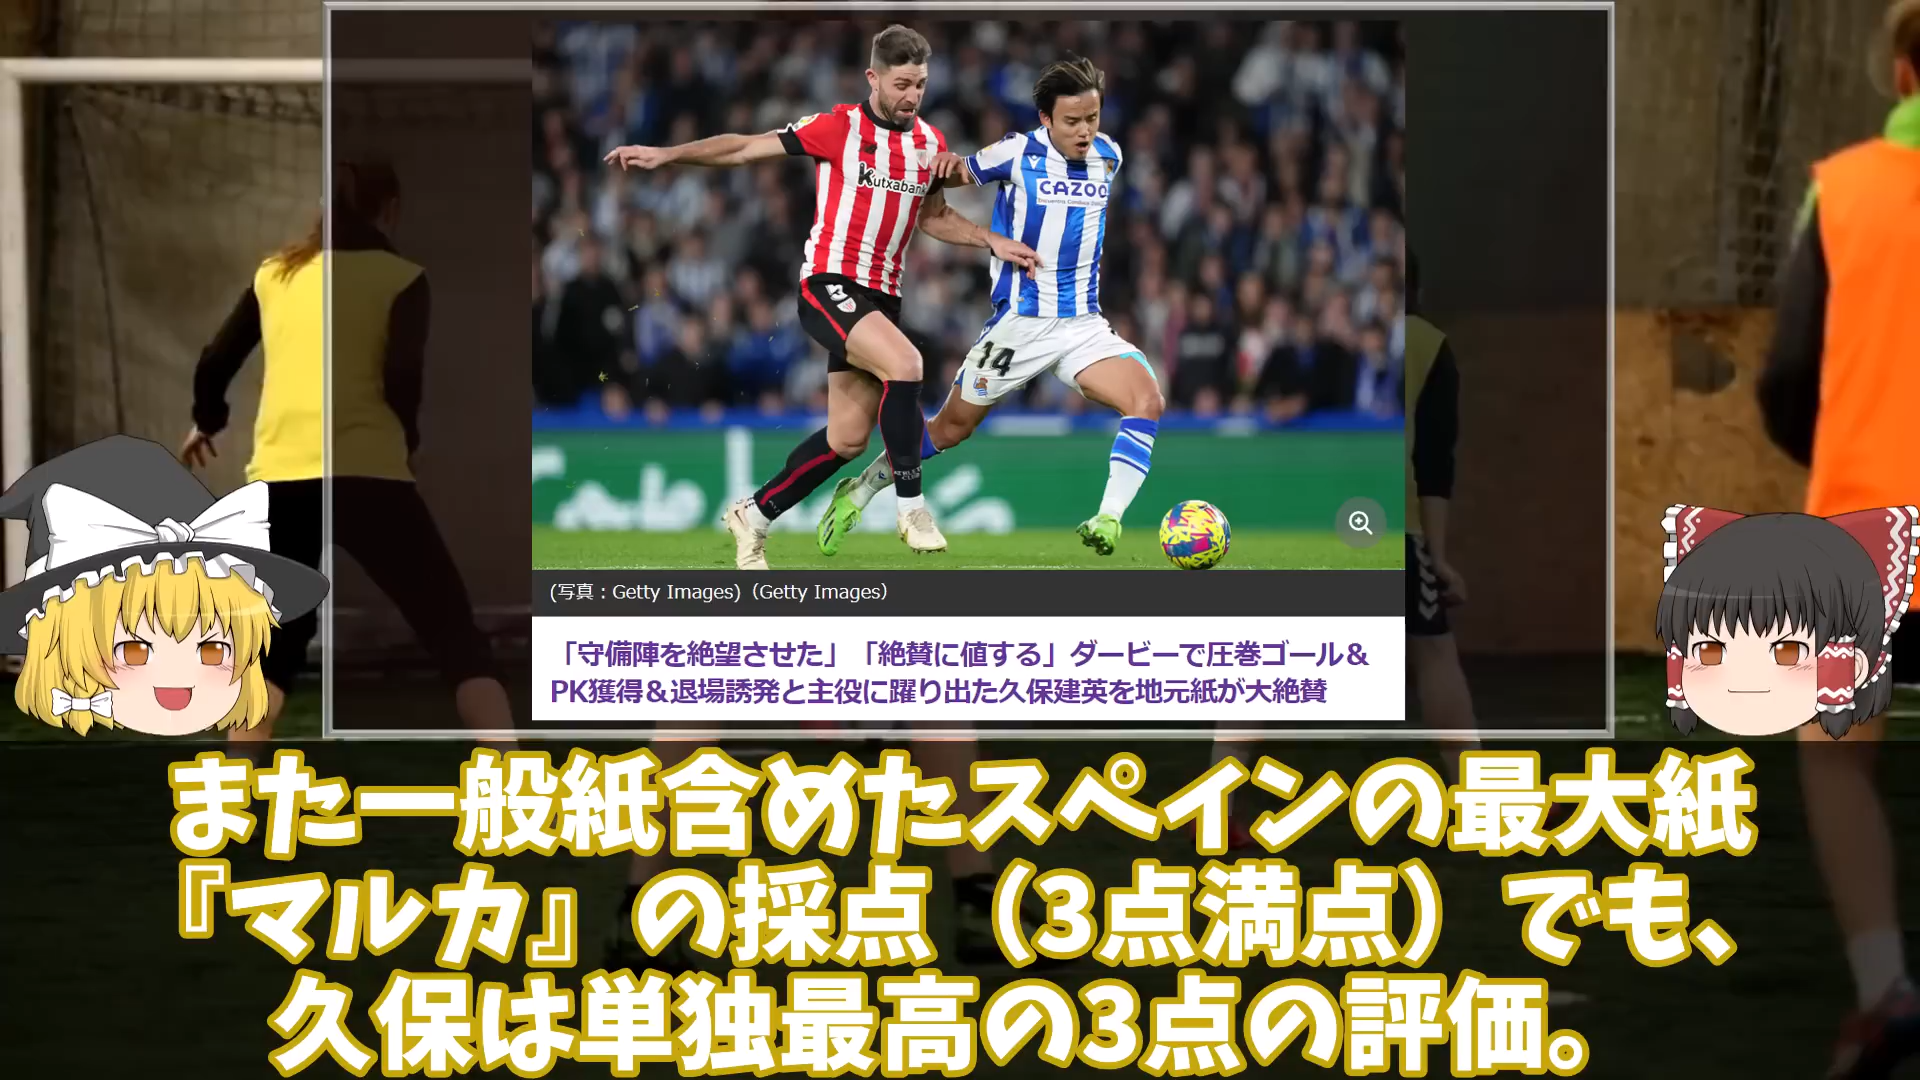 Kutxabank
CAZOO
14
5
(写真：Getty Images)（Getty Images）
「守備陣を絶望させた」「絶賛に値する」ダービーで圧巻ゴール＆
PK獲得＆退場誘発と主役に躍り出た久保建英を地元紙が大絶賛
また一般紙含めたスペインの最大紙
『マルカ』の採点（3点満点）でも、
久保は単独最高の3点の評価。